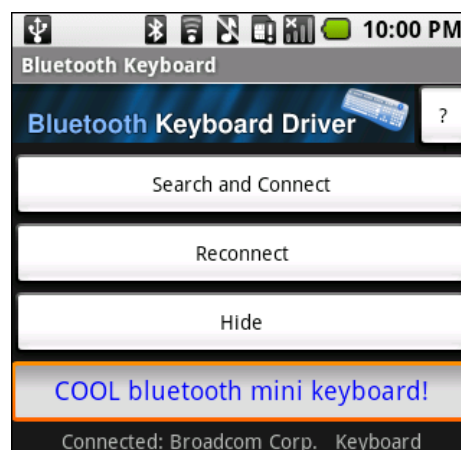 10:00 PM
Bluetooth Keyboard
Bluetooth Keyboard Driver
?
Search and Connect
Reconnect
Hide
COOL bluetooth mini keyboard!
Connected: Broadcom Corp. Keyboard